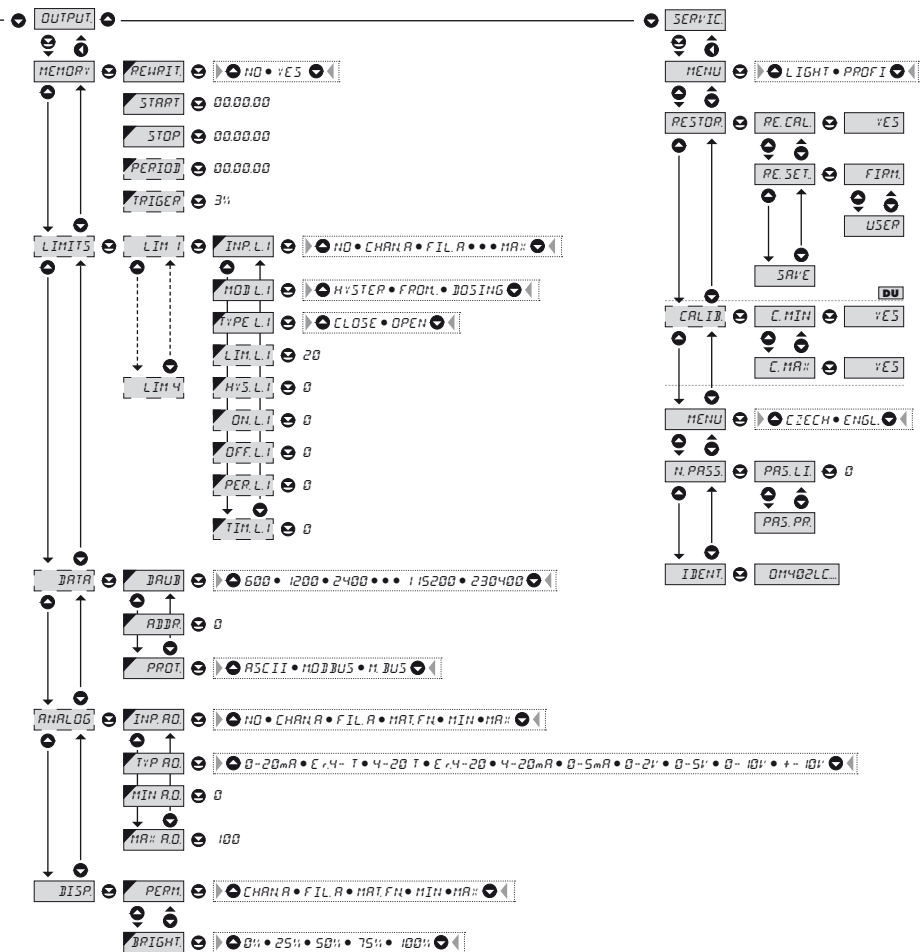 OUTPUT.
MEMORY REWRIT. NO • YES
START 00.00.00
STOP 00.00.00
PERIOD 00.00.00
TRIGER 3%
LIMITS LIM 1 INP. L.1 NO • CHAN.A • FIL. A • • • MAX
MOD L.1 HYSTER • FROM. • DOSING
TYPE L.1 CLOSE • OPEN
LIM. L.1 20
LIM 4 HYS. L.1 0
ON. L.1 0
OFF. L.1 0
PER. L.1 0
TIM. L.1 0
DATA BAUD 600 • 1200 • 2400 • • • 115200 • 230400
ADDR. 0
PROT. ASCII • MODBUS • M. BUS
ANALOG INP. AO. NO • CHAN.A • FIL. A • MAT. FN. • MIN • MAX
TYP AO. 0-20mA • Er.4- T • 4-20 T • Er.4-20 • 4-20mA • 0-5mA • 0-2V • 0-5V • 0- 10V • +- 10V
MIN A.O. 0
MAX A.O. 100
DISP. PERM. CHAN.A • FIL. A • MAT. FN. • MIN • MAX
BRIGHT. 0% • 25% • 50% • 75% • 100%
SERVIC.
MENU LIGHT • PROFI
RESTOR. RE. CAL. YES
RE. SET. FIRM.
USER
SAVE
DU
CALIB. C. MIN YES
C. MAX YES
MENU CZECH • ENGL.
N. PASS. PAS. LI. 0
PAS. PR.
IDENT. OM402LC...